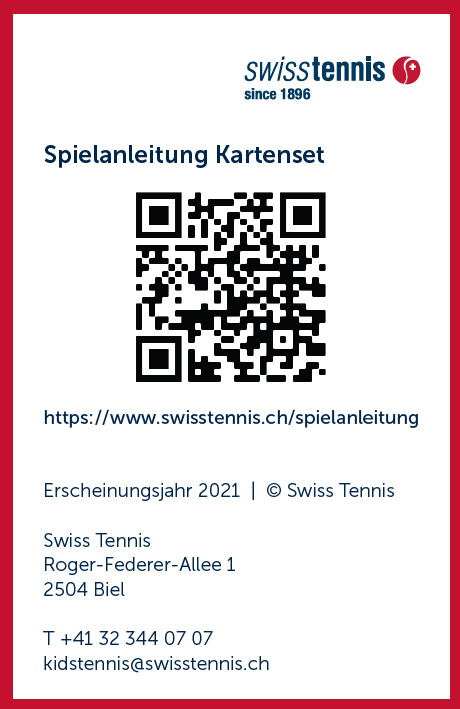 swisstennis
since 1896
Spielanleitung Kartenset
https://www.swisstennis.ch/spielanleitung
Erscheinungsjahr 2021 | © Swiss Tennis
Swiss Tennis
Roger-Federer-Allee 1
2504 Biel
T +41 32 344 07 07
kidstennis@swisstennis.ch